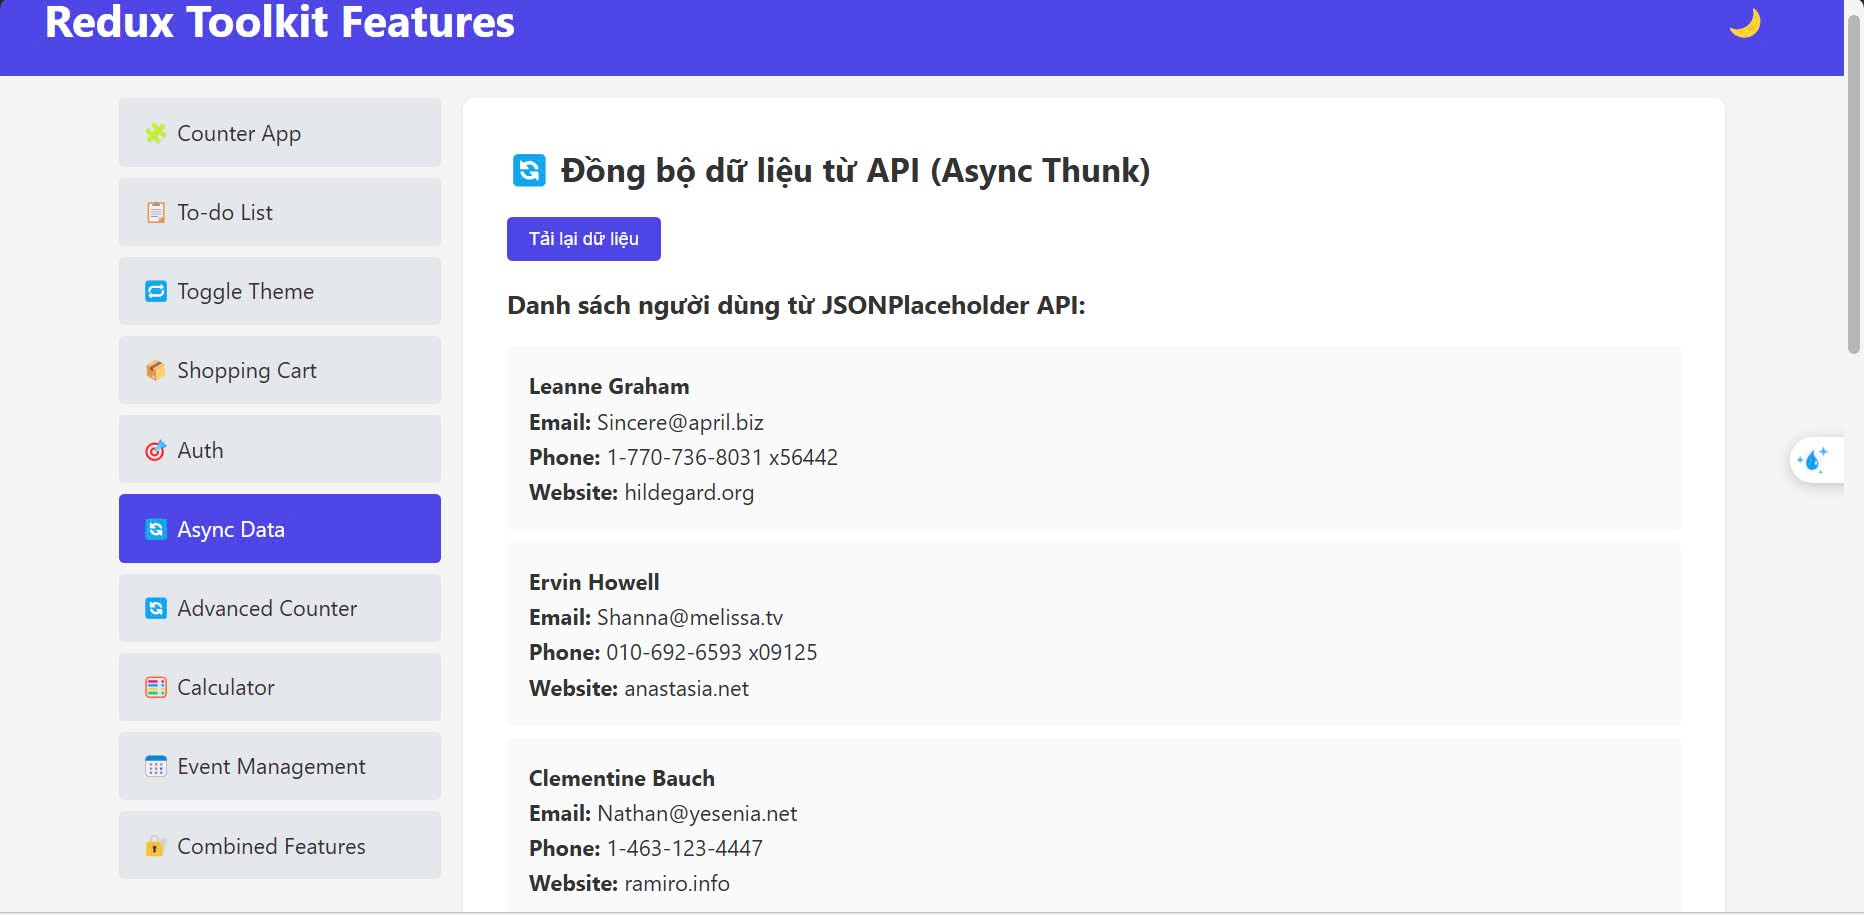 Redux Toolkit Features
Counter App
To-do List
Toggle Theme
Shopping Cart
Auth
Async Data
Advanced Counter
Calculator
Event Management
Combined Features
Đồng bộ dữ liệu từ API (Async Thunk)
Tải lại dữ liệu
Danh sách người dùng từ JSONPlaceholder API:
Leanne Graham
Email: Sincere@april.biz
Phone: 1-770-736-8031 x56442
Website: hildegard.org
Ervin Howell
Email: Shanna@melissa.tv
Phone: 010-692-6593 x09125
Website: anastasia.net
Clementine Bauch
Email: Nathan@yesenia.net
Phone: 1-463-123-4447
Website: ramiro.info